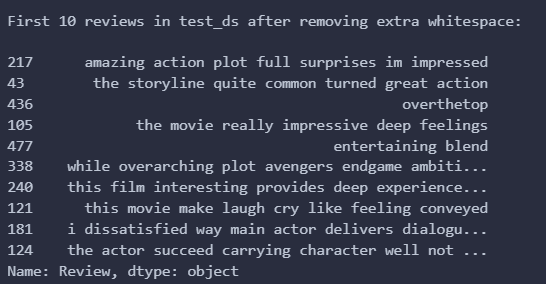 First 10 reviews in test_ds after removing extra whitespace:
217 amazing action plot full surprises im impressed
43 the storyline quite common turned great action
436 overthetop
105 the movie really impressive deep feelings
477 entertaining blend
338 while overarching plot avengers endgame ambiti...
240 this film interesting provides deep experience...
121 this movie make laugh cry like feeling conveyed
181 i dissatisfied way main actor delivers dialogu...
124 the actor succeed carrying character well not ...
Name: Review, dtype: object